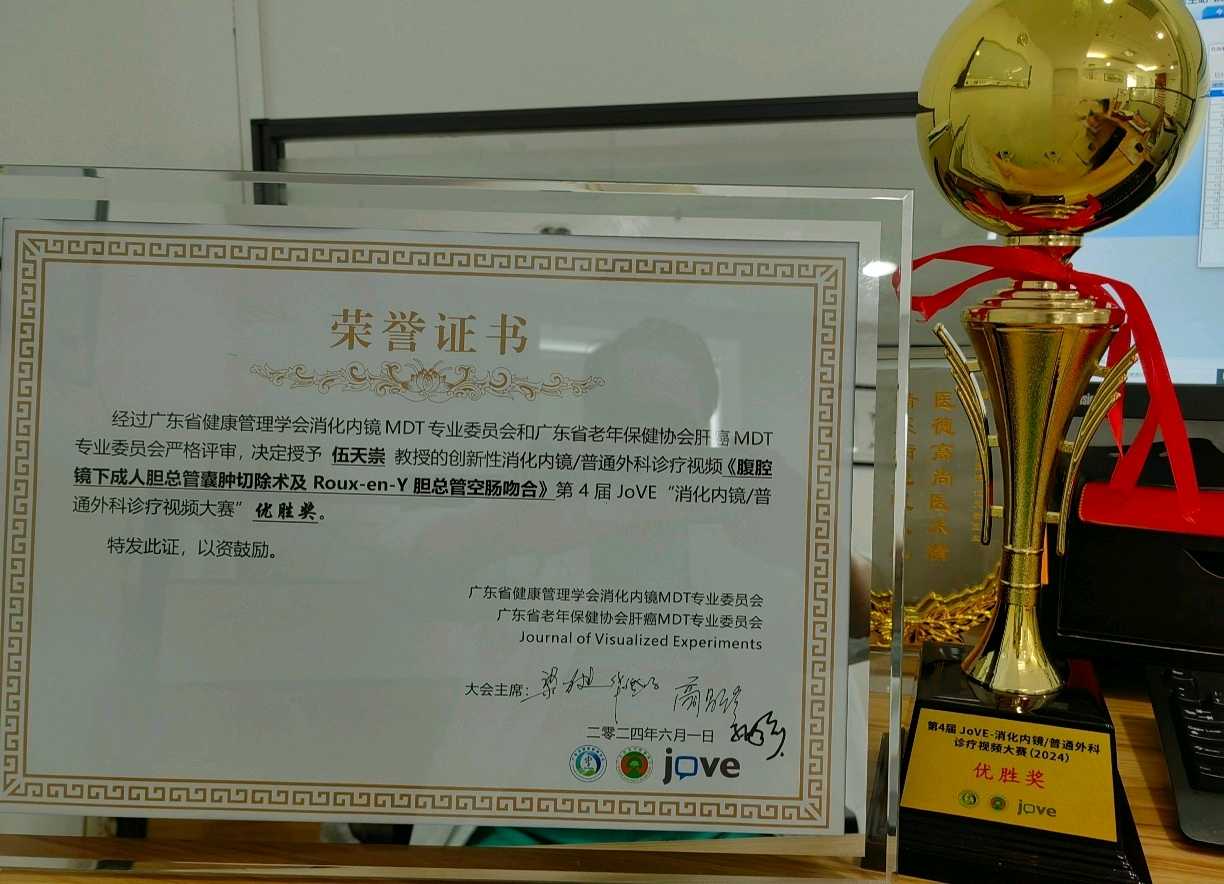 荣誉证书
经过广东省健康管理学会消化内镜 MDT 专业委员会和广东省老年保健协会肝癌 MDT
专业委员会严格评审，决定授予 伍天崇 教授的创新性消化内镜/普通外科诊疗视频《腹腔
镜下成人胆总管囊肿切除术及 Roux-en-Y 胆总管空肠吻合》第 4 届 JoVE “消化内镜/普
通外科诊疗视频大赛” 优胜奖。
特发此证，以资鼓励。
广东省健康管理学会消化内镜MDT专业委员会
广东省老年保健协会肝癌MDT专业委员会
Journal of Visualized Experiments
大会主席：
二零二四年六月一日
jove
第4届 JoVE-消化内镜/普通外科
诊疗视频大赛(2024)
优胜奖
jove
医德高尚医术精